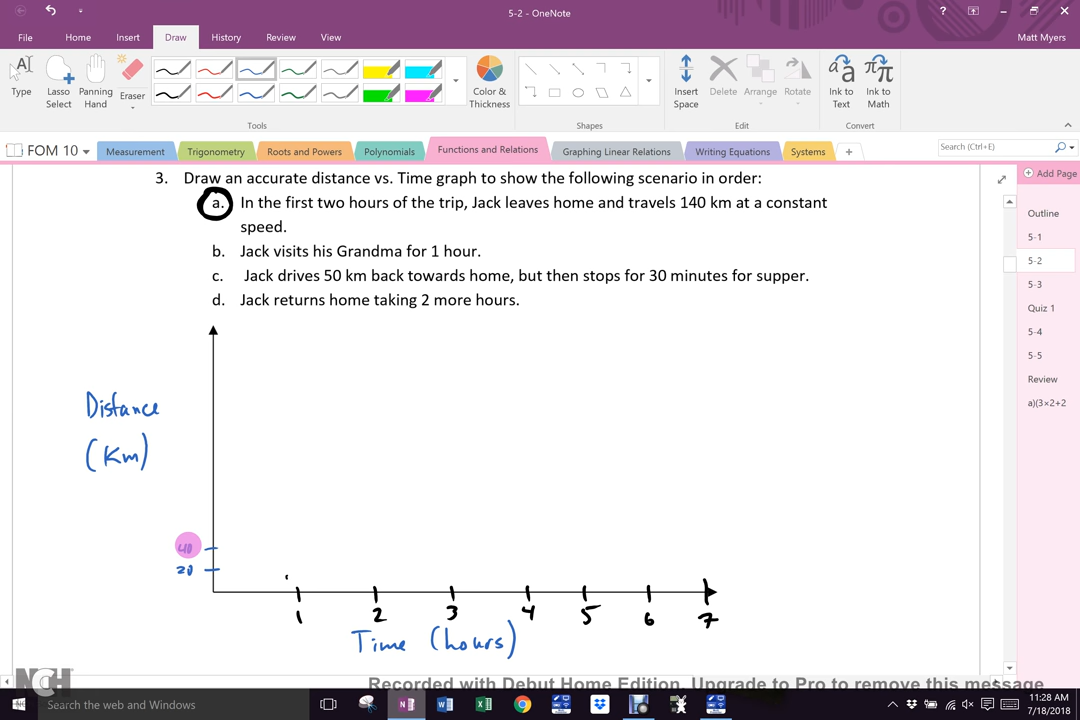 5-2 - OneNote
?
File Home Insert Draw History Review View
Matt Myers
Type
Lasso Select
Panning Hand
Eraser
Color & Thickness
Insert Space
Delete
Arrange
Rotate
Ink to Text
Ink to Math
Tools
Shapes
Edit
Convert
FOM 10
Measurement
Trigonometry
Roots and Powers
Polynomials
Functions and Relations
Graphing Linear Relations
Writing Equations
Systems
Search (Ctrl+E)
Add Page
Outline
5-1
5-2
5-3
Quiz 1
5-4
5-5
Review
a)(3×2+2
3. Draw an accurate distance vs. Time graph to show the following scenario in order:
a. In the first two hours of the trip, Jack leaves home and travels 140 km at a constant
speed.
b. Jack visits his Grandma for 1 hour.
c. Jack drives 50 km back towards home, but then stops for 30 minutes for supper.
d. Jack returns home taking 2 more hours.
Distance
(Km)
40
20
1 2 3 4 5 6 7
Time (hours)
NCH
Recorded with Debut Home Edition. Upgrade to Pro to remove this message
Search the web and Windows
11:28 AM
7/18/2018